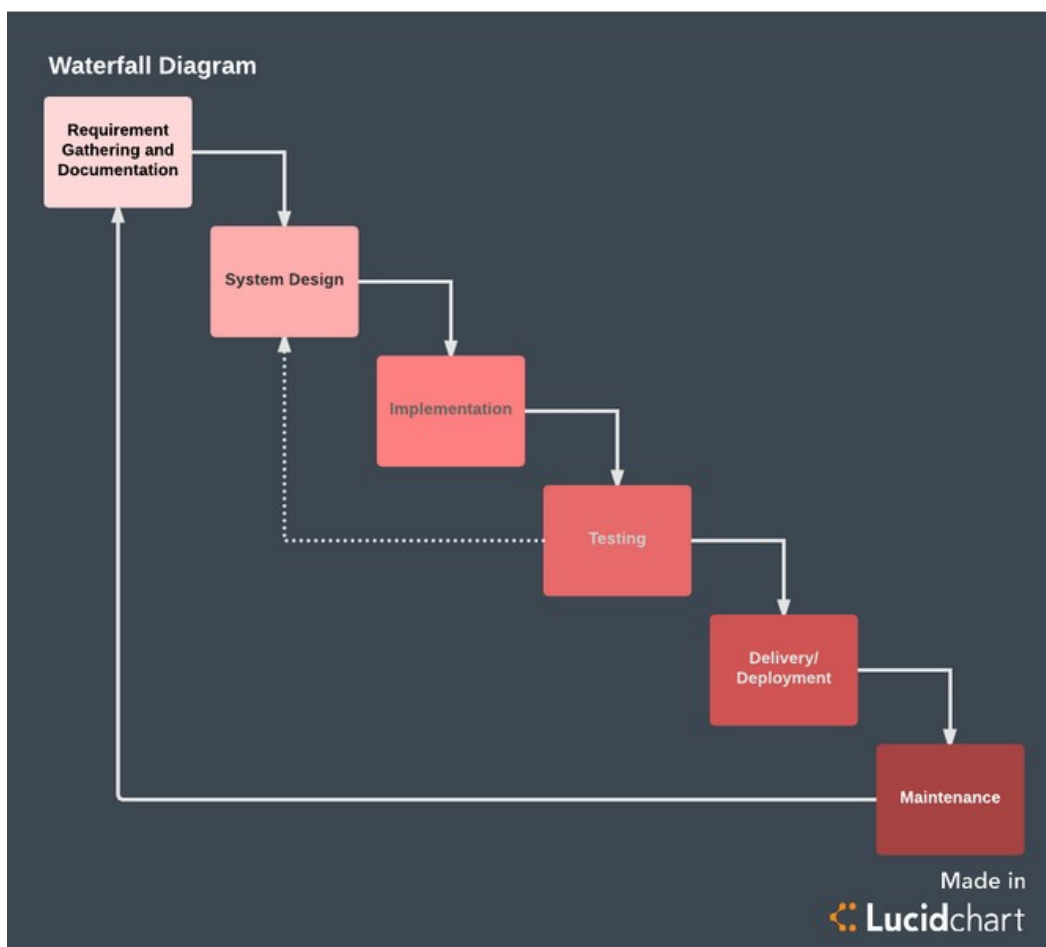 Waterfall Diagram
Requirement
Gathering and
Documentation
System Design
Implementation
Testing
Delivery/
Deployment
Maintenance
Made in
Lucidchart